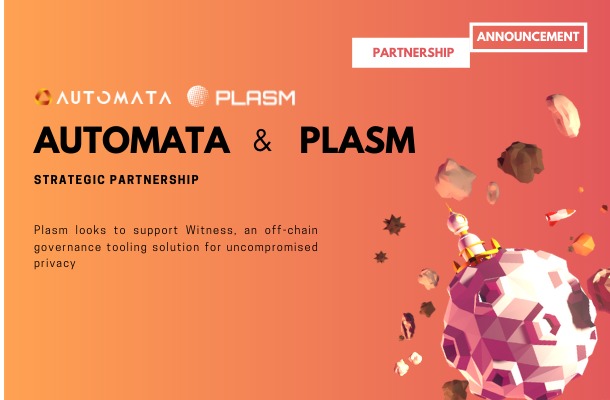 ANNOUNCEMENT
PARTNERSHIP
AUTOMATA PLASM
AUTOMATA & PLASM
STRATEGIC PARTNERSHIP
Plasm looks to support Witness, an off-chain
governance tooling solution for uncompromised
privacy